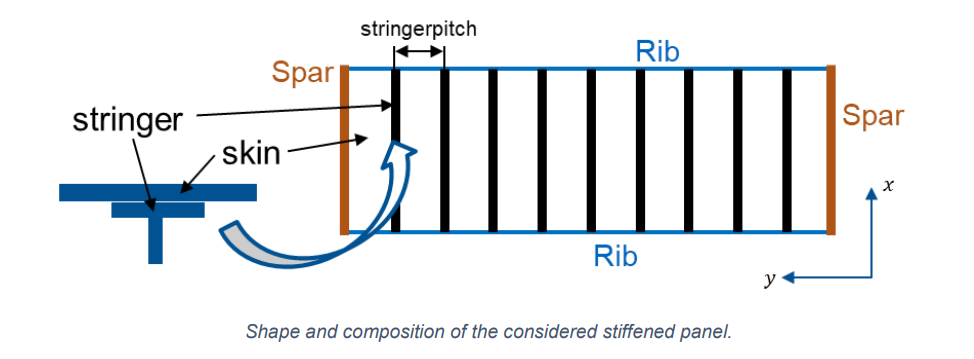 stringerpitch
Rib
Spar
stringer
Spar
skin
x
Rib
y
Shape and composition of the considered stiffened panel.